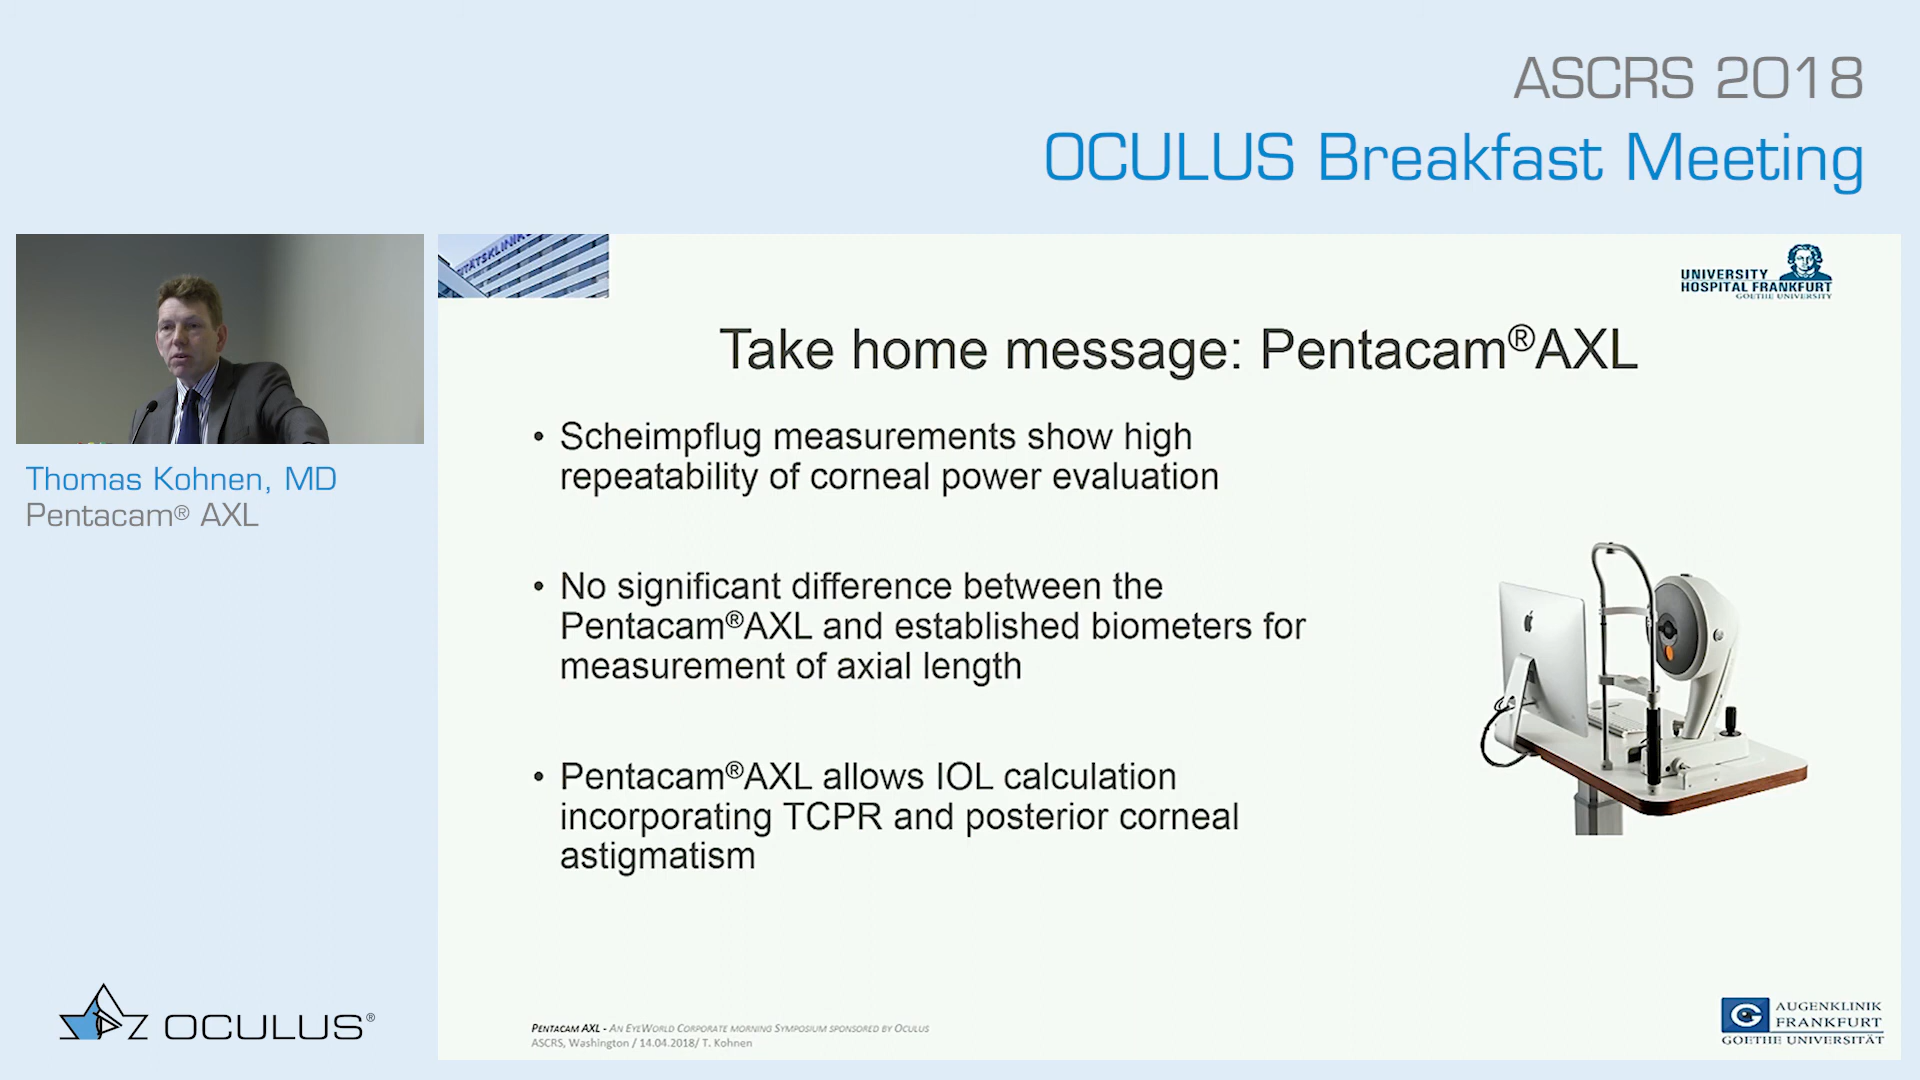 ASCRS 2018
OCULUS Breakfast Meeting
Thomas Kohnen, MD
Pentacam® AXL
UNIVERSITY
HOSPITAL FRANKFURT
GOETHE UNIVERSITY
Take home message: Pentacam®AXL
• Scheimpflug measurements show high
repeatability of corneal power evaluation
• No significant difference between the
Pentacam®AXL and established biometers for
measurement of axial length
• Pentacam®AXL allows IOL calculation
incorporating TCPR and posterior corneal
astigmatism
OCULUS®
PENTACAM AXL - AN EYEWORLD CORPORATE MORNING SYMPOSIUM SPONSORED BY OCULUS
ASCRS, Washington / 14.04.2018/ T. Kohnen
AUGENKLINIK
FRANKFURT
GOETHE UNIVERSITÄT